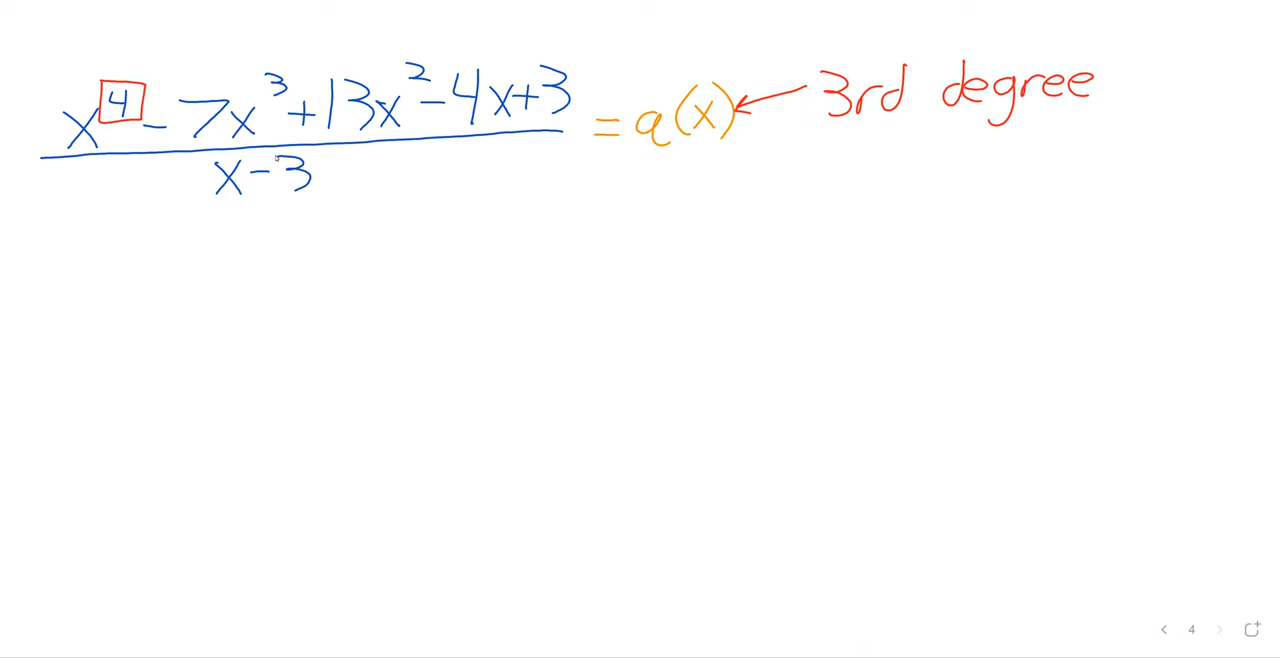 x^4 - 7x^3 + 13x^2 - 4x + 3 = a(x) ← 3rd degree
x - 3
4